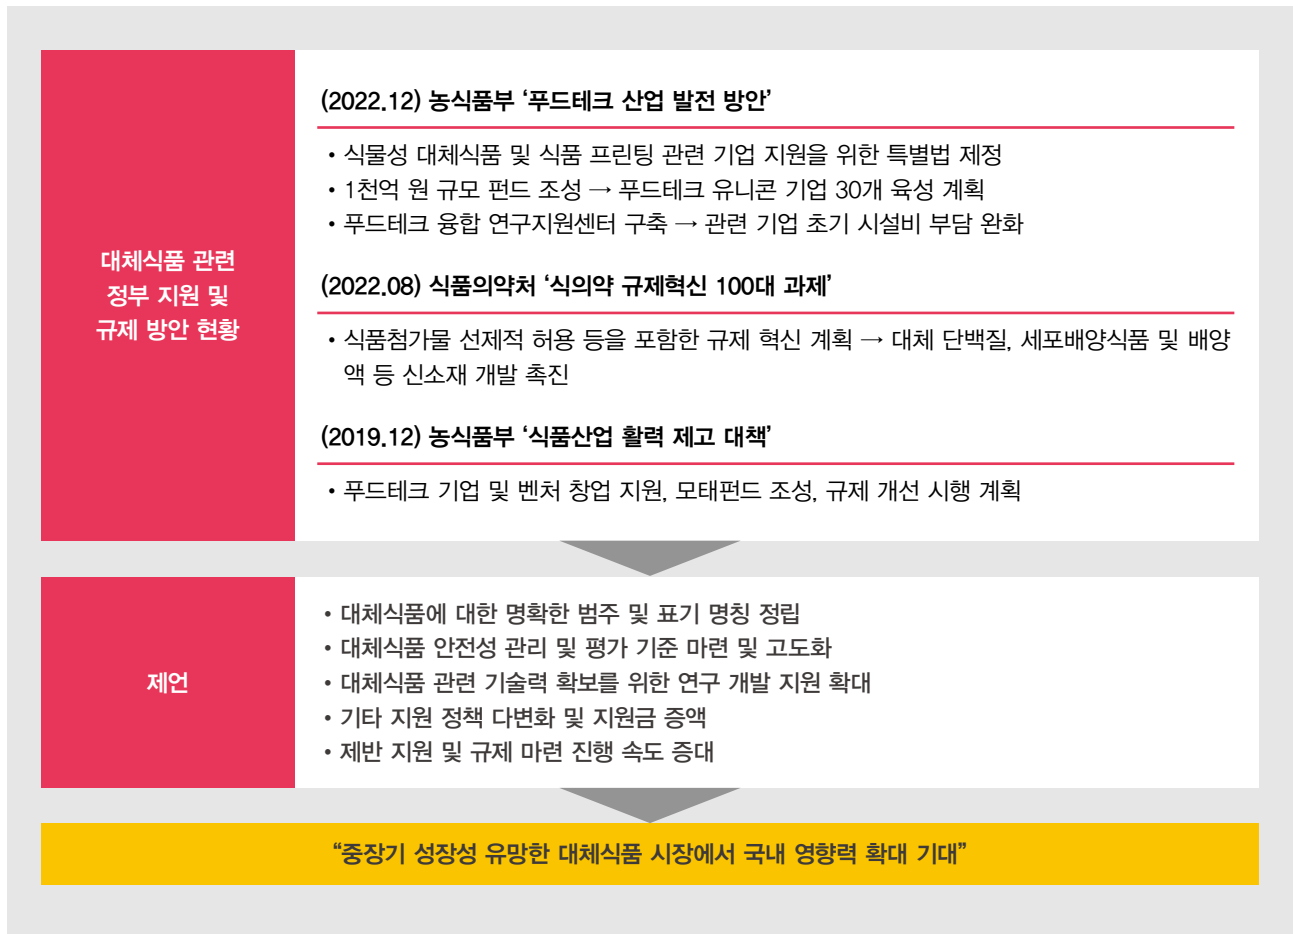 대체식품 관련
정부 지원 및
규제 방안 현황
(2022.12) 농식품부 ‘푸드테크 산업 발전 방안’
• 식물성 대체식품 및 식품 프린팅 관련 기업 지원을 위한 특별법 제정
• 1천억 원 규모 펀드 조성 → 푸드테크 유니콘 기업 30개 육성 계획
• 푸드테크 융합 연구지원센터 구축 → 관련 기업 초기 시설비 부담 완화
(2022.08) 식품의약처 ‘식의약 규제혁신 100대 과제’
• 식품첨가물 선제적 허용 등을 포함한 규제 혁신 계획 → 대체 단백질, 세포배양식품 및 배양
액 등 신소재 개발 촉진
(2019.12) 농식품부 ‘식품산업 활력 제고 대책’
• 푸드테크 기업 및 벤처 창업 지원, 모태펀드 조성, 규제 개선 시행 계획
제언
• 대체식품에 대한 명확한 범주 및 표기 명칭 정립
• 대체식품 안전성 관리 및 평가 기준 마련 및 고도화
• 대체식품 관련 기술력 확보를 위한 연구 개발 지원 확대
• 기타 지원 정책 다변화 및 지원금 증액
• 제반 지원 및 규제 마련 진행 속도 증대
“중장기 성장성 유망한 대체식품 시장에서 국내 영향력 확대 기대”